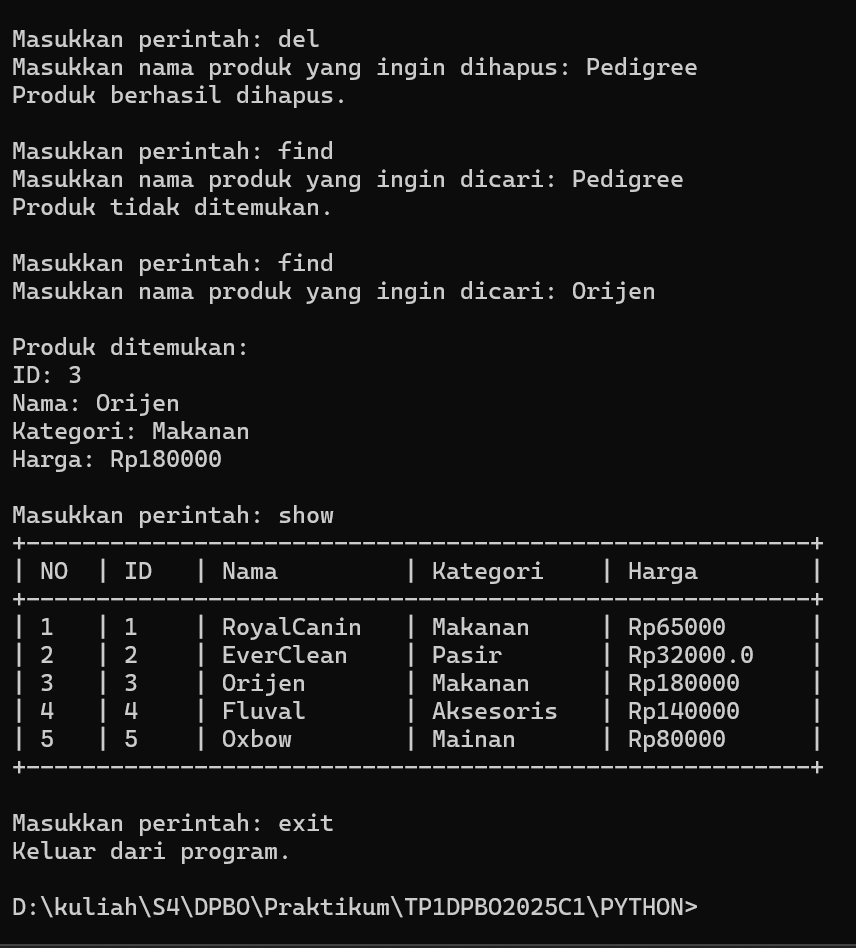 Masukkan perintah: del
Masukkan nama produk yang ingin dihapus: Pedigree
Produk berhasil dihapus.
Masukkan perintah: find
Masukkan nama produk yang ingin dicari: Pedigree
Produk tidak ditemukan.
Masukkan perintah: find
Masukkan nama produk yang ingin dicari: Orijen
Produk ditemukan:
ID: 3
Nama: Orijen
Kategori: Makanan
Harga: Rp180000
Masukkan perintah: show
+--------------------------------------------------------+
| NO  | ID   | Nama         | Kategori    | Harga        |
+--------------------------------------------------------+
| 1   | 1    | RoyalCanin   | Makanan     | Rp65000      |
| 2   | 2    | EverClean    | Pasir       | Rp32000.0    |
| 3   | 3    | Orijen       | Makanan     | Rp180000     |
| 4   | 4    | Fluval       | Aksesoris   | Rp140000     |
| 5   | 5    | Oxbow        | Mainan      | Rp80000      |
+--------------------------------------------------------+
Masukkan perintah: exit
Keluar dari program.
D:\kuliah\S4\DPBO\Praktikum\TP1DPBO2025C1\PYTHON>